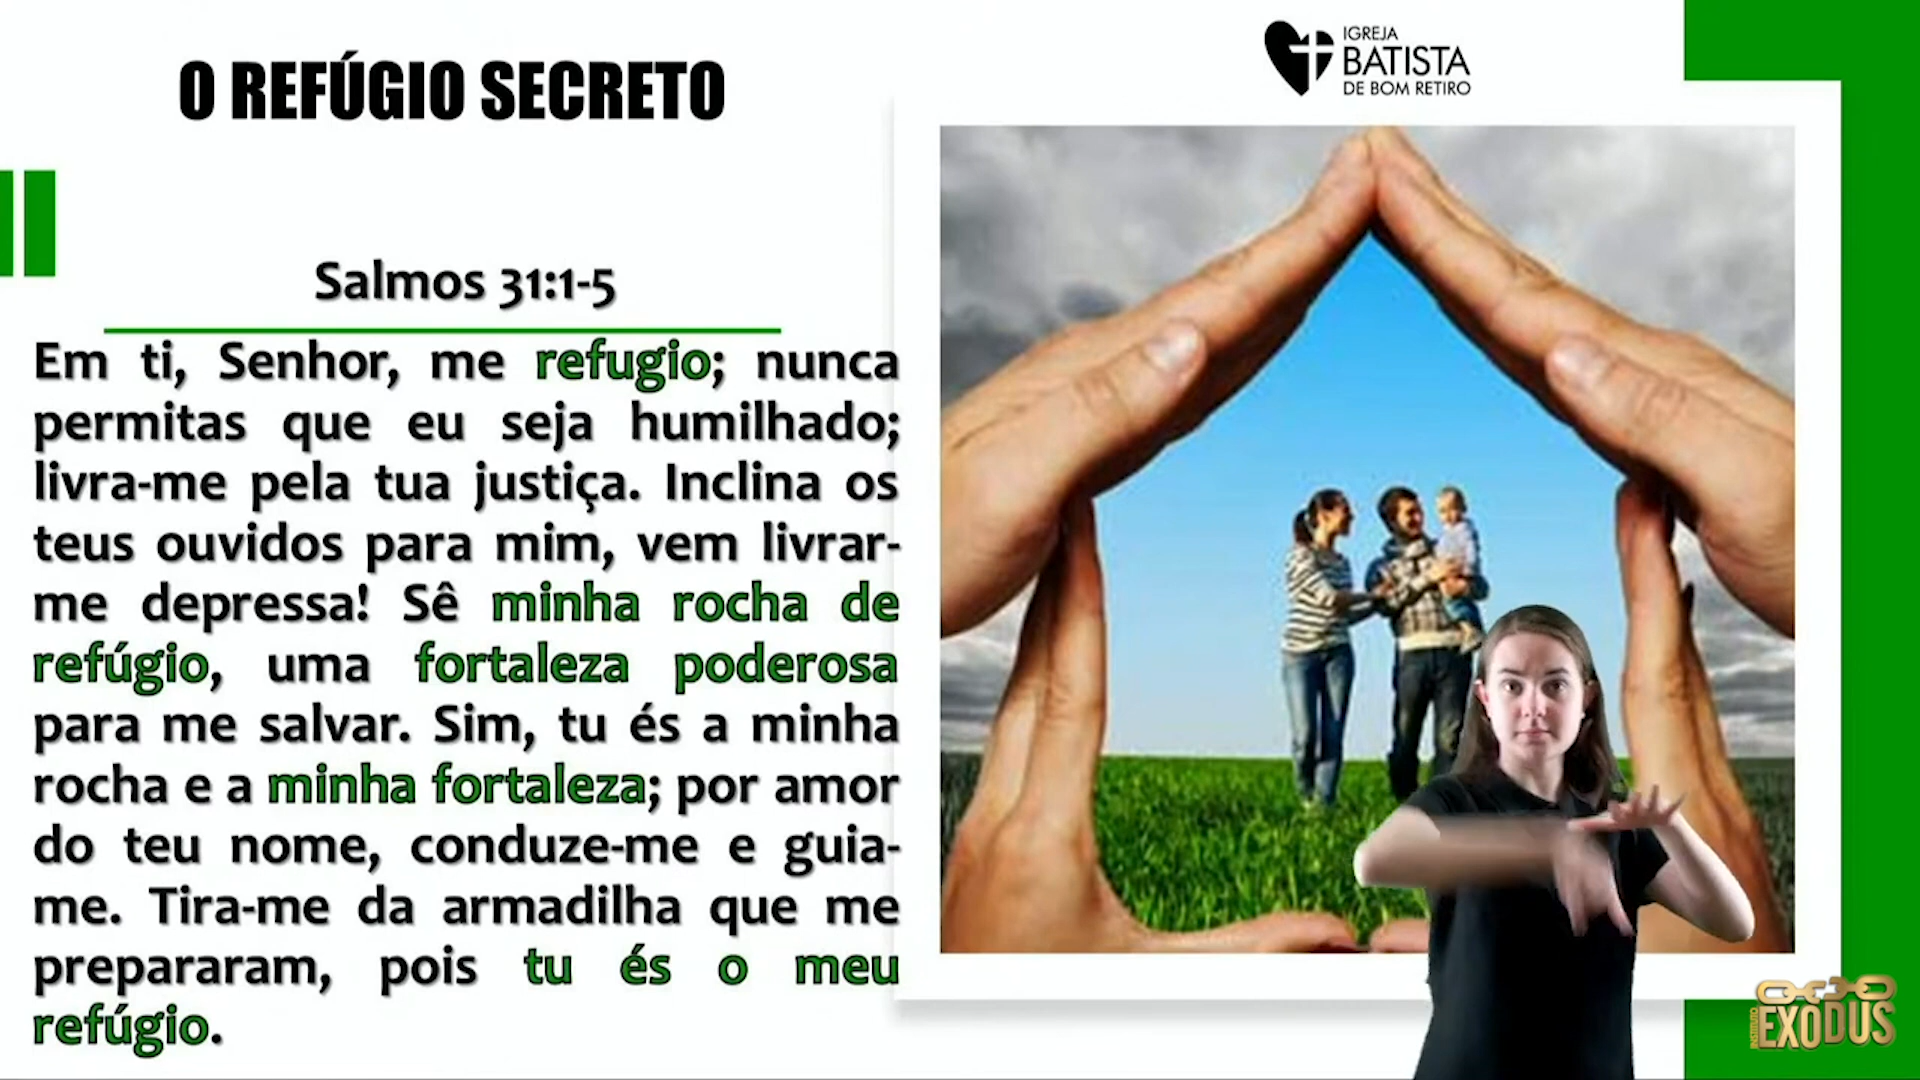 O REFÚGIO SECRETO
IGREJA
BATISTA
DE BOM RETIRO
Salmos 31:1-5
Em ti, Senhor, me refugio; nunca
permitas que eu seja humilhado;
livra-me pela tua justiça. Inclina os
teus ouvidos para mim, vem livrar-
me depressa! Sê minha rocha de
refúgio, uma fortaleza poderosa
para me salvar. Sim, tu és a minha
rocha e a minha fortaleza; por amor
do teu nome, conduze-me e guia-
me. Tira-me da armadilha que me
prepararam, pois tu és o meu
refúgio.
INSTITUTO
EXODUS